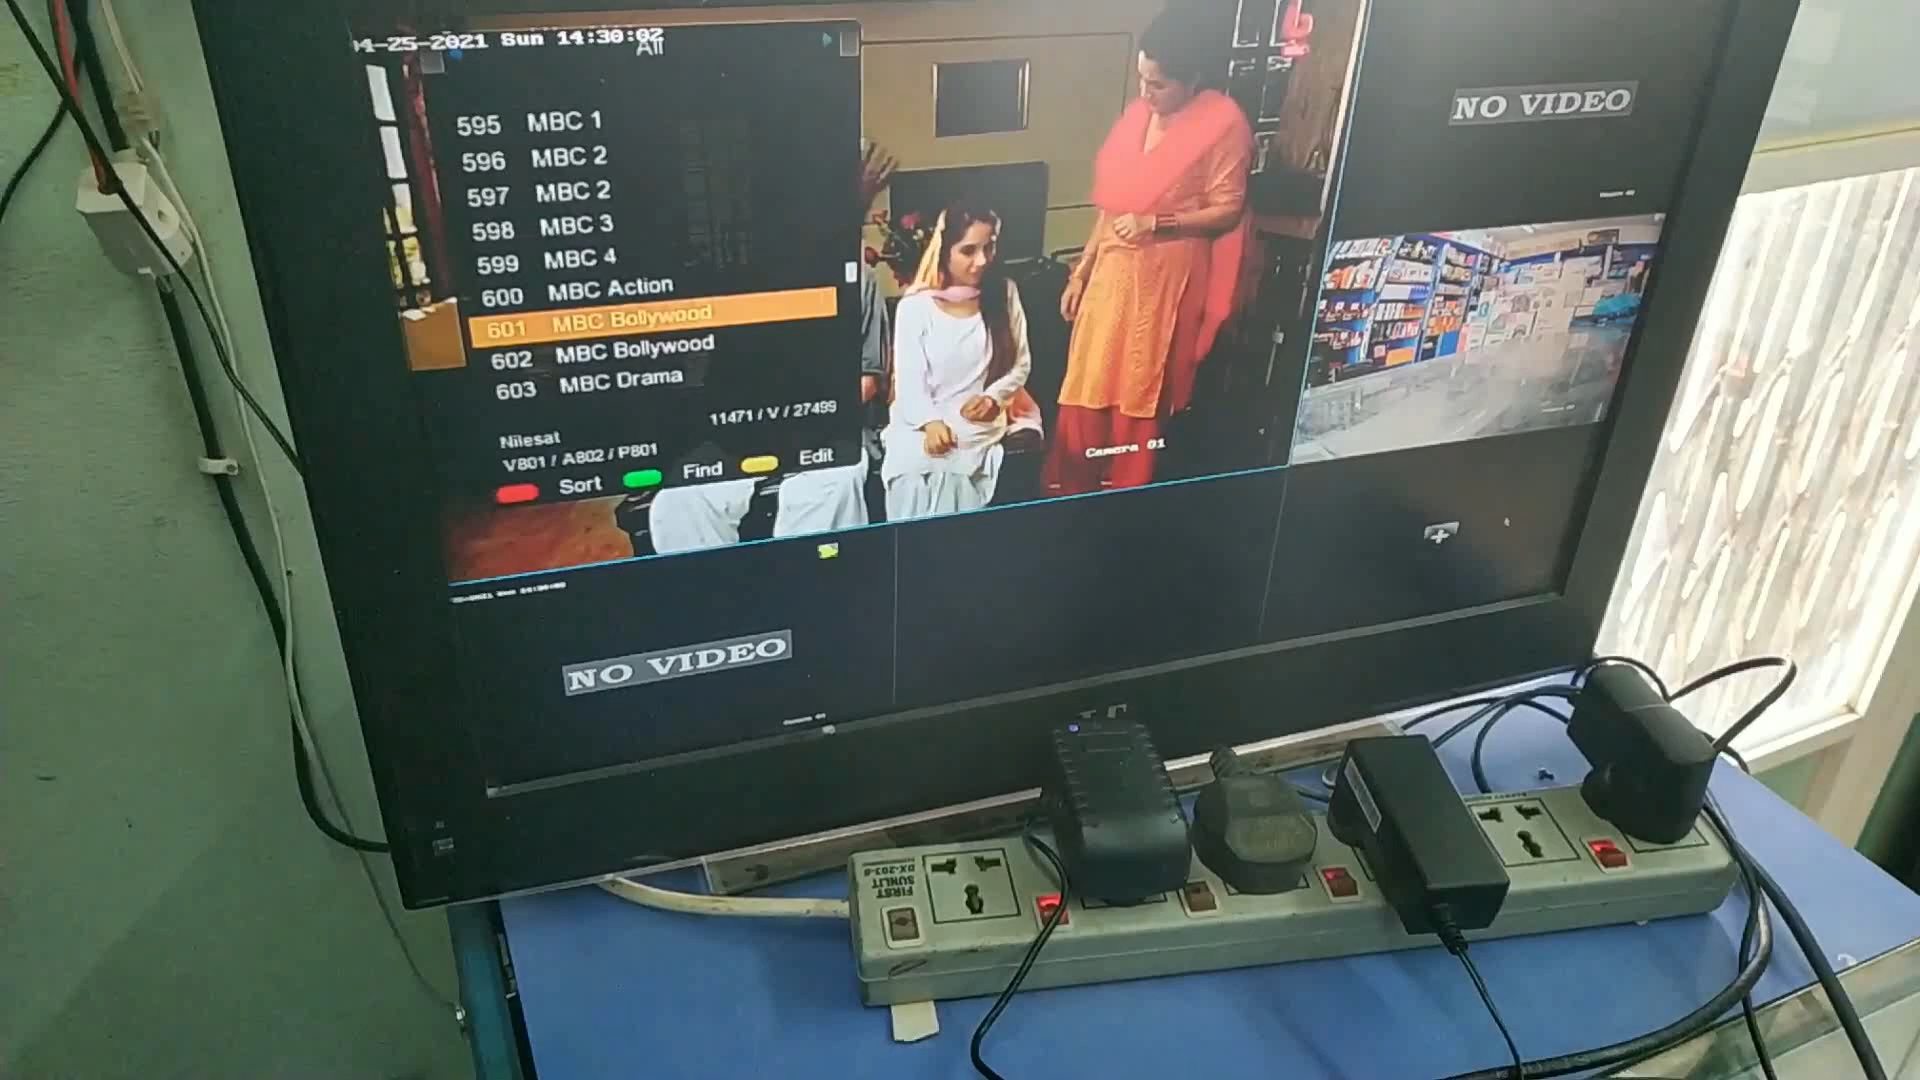 04-25-2021 Sun 14:30:02
All
595 MBC 1
596 MBC 2
597 MBC 2
598 MBC 3
599 MBC 4
600 MBC Action
601 MBC Bollywood
602 MBC Bollywood
603 MBC Drama
11471 / V / 27499
Nilesat
V801 / A802 / P801
Sort Find Edit
Camera 01
NO VIDEO
NO VIDEO
FIRST
SUNLIT